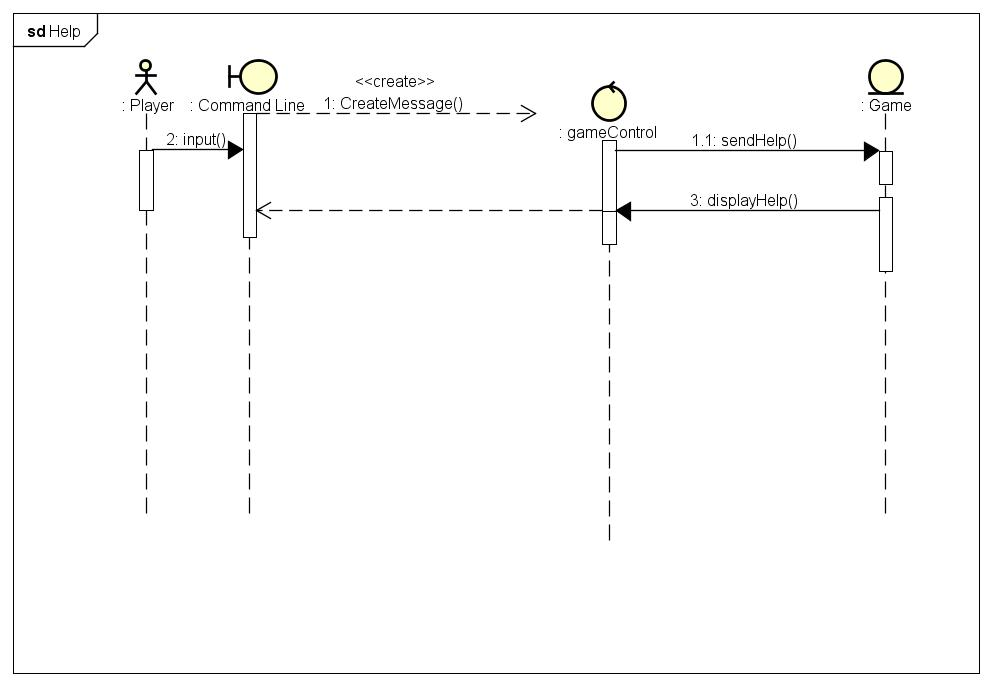 sd Help
<<create>>
: Player
: Command Line
1: CreateMessage()
: Game
: gameControl
2: input()
1.1: sendHelp()
3: displayHelp()